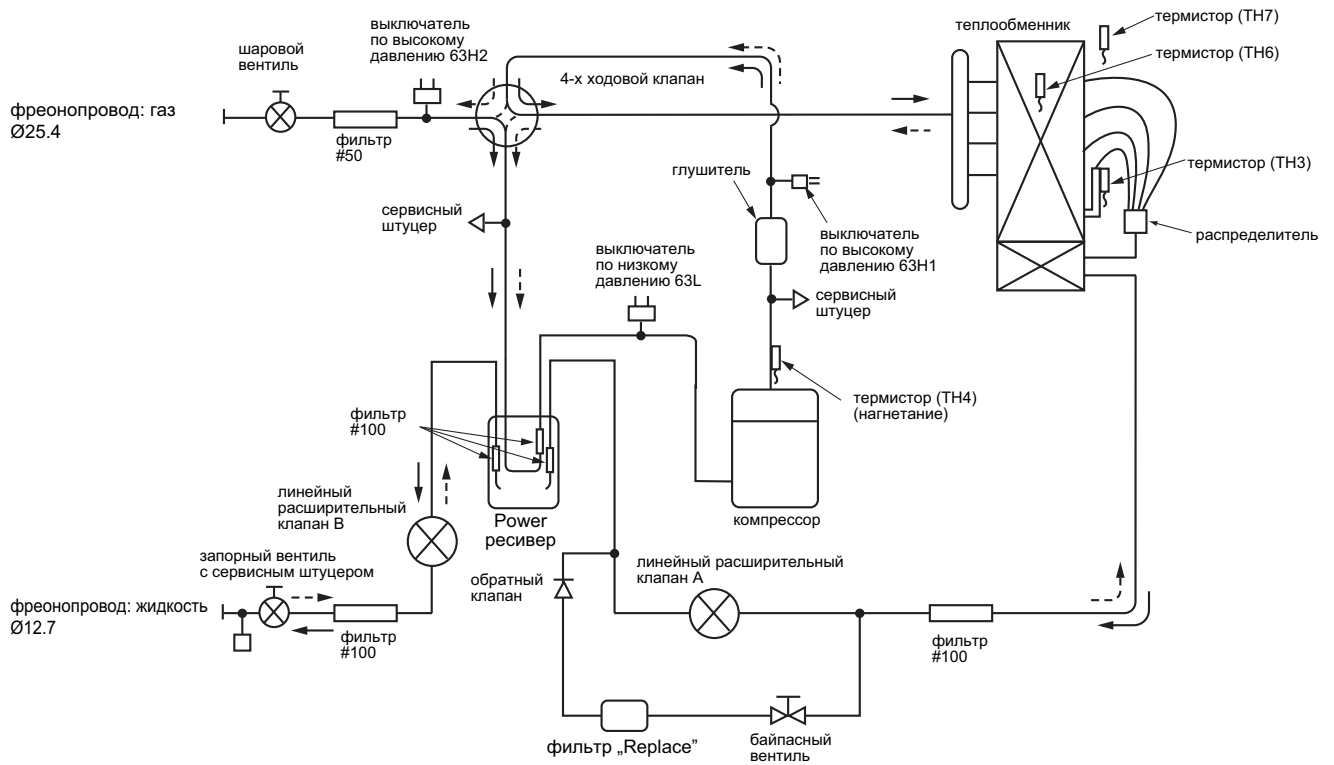 выключатель
по высокому
давлению 63H2
шаровой
вентиль
фреонопровод: газ
Ø25.4
фильтр
#50
4-х ходовой клапан
теплообменник
термистор (TH7)
термистор (TH6)
термистор (TH3)
распределитель
глушитель
выключатель
по высокому
давлению 63H1
сервисный
штуцер
выключатель
по низкому
давлению 63L
сервисный
штуцер
термистор (TH4)
(нагнетание)
фильтр
#100
компрессор
линейный
расширительный
клапан B
Power
ресивер
запорный вентиль
с сервисным штуцером
обратный
клапан
линейный расширительный
клапан A
фреонопровод: жидкость
Ø12.7
фильтр
#100
фильтр
#100
фильтр „Replace”
байпасный
вентиль